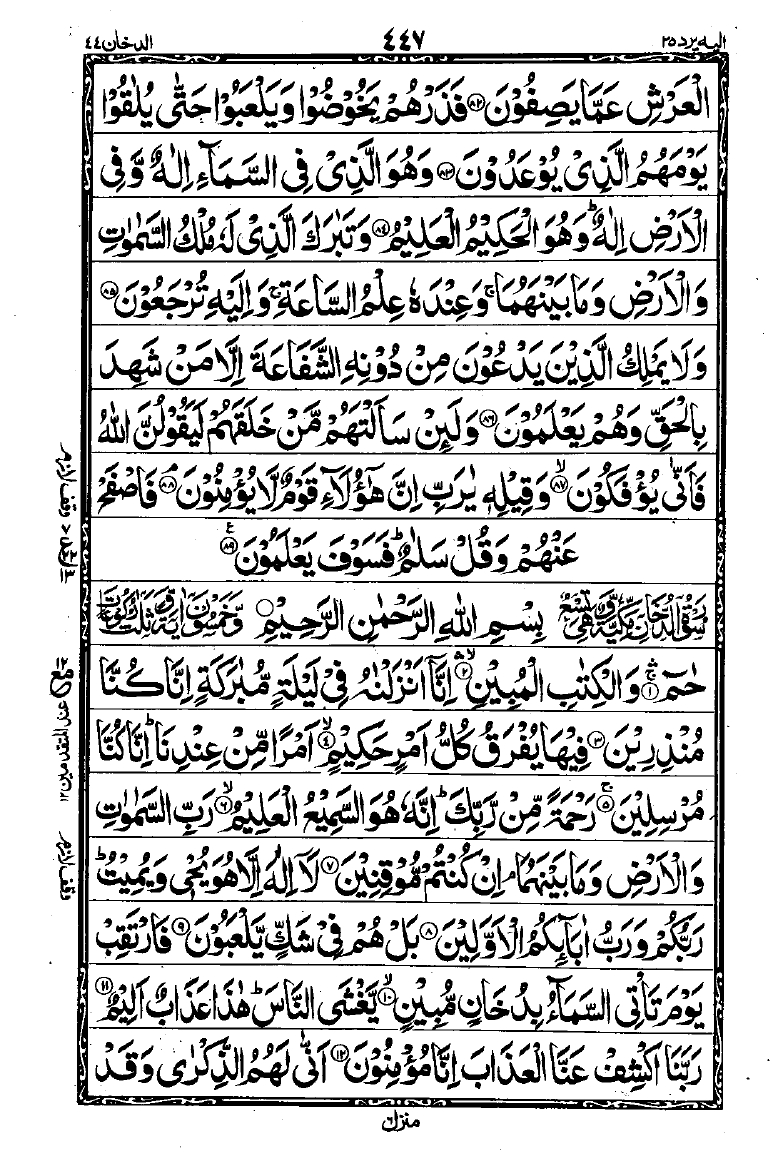 اليه يرد ٢٥
٤٤٧
الدخان ٤٤
الْعَرْشِ عَمَّا يَصِفُوْنَ ﴿٨٢﴾ فَذَرْهُمْ يَخُوْضُوْا وَيَلْعَبُوْا حَتّٰى يُلٰقُوْا
يَوْمَهُمُ الَّذِىْ يُوْعَدُوْنَ ﴿٨٣﴾ وَهُوَ الَّذِىْ فِى السَّمَآءِ اِلٰهٌ وَّفِى
الْاَرْضِ اِلٰهٌ ؕ وَهُوَ الْحَكِيْمُ الْعَلِيْمُ ﴿٨٤﴾ وَتَبٰرَكَ الَّذِىْ لَهٗ مُلْكُ السَّمٰوٰتِ
وَالْاَرْضِ وَمَا بَيْنَهُمَا ۚ وَعِنْدَهٗ عِلْمُ السَّاعَةِ ۚ وَاِلَيْهِ تُرْجَعُوْنَ ﴿٨٥﴾
وَلَا يَمْلِكُ الَّذِيْنَ يَدْعُوْنَ مِنْ دُوْنِهِ الشَّفَاعَةَ اِلَّا مَنْ شَهِدَ
بِالْحَقِّ وَهُمْ يَعْلَمُوْنَ ﴿٨٦﴾ وَلَئِنْ سَاَلْتَهُمْ مَّنْ خَلَقَهُمْ لَيَقُوْلُنَّ اللّٰهُ
فَاَنّٰى يُؤْفَكُوْنَ ۙ﴿٨٧﴾ وَقِيْلِهٖ يٰرَبِّ اِنَّ هٰٓؤُلَآءِ قَوْمٌ لَّا يُؤْمِنُوْنَ ۘ﴿٨٨﴾ فَاصْفَحْ
عَنْهُمْ وَقُلْ سَلٰمٌ ؕ فَسَوْفَ يَعْلَمُوْنَ ﴿٨٩﴾ ع
سُوْرَةُ الدُّخَانِ مَكِّيَّةٌ وَّهِىَ تِسْعٌ بِسْمِ اللّٰهِ الرَّحْمٰنِ الرَّحِيْمِ وَّخَمْسُوْنَ اٰيَةً وَّثَلٰثُ رُكُوْعَاتٍ
حٰمٓ ۚۛ﴿١﴾ وَالْكِتٰبِ الْمُبِيْنِ ۙۛ﴿٢﴾ اِنَّاۤ اَنْزَلْنٰهُ فِىْ لَيْلَةٍ مُّبٰرَكَةٍ اِنَّا كُنَّا
مُنْذِرِيْنَ ﴿٣﴾ فِيْهَا يُفْرَقُ كُلُّ اَمْرٍ حَكِيْمٍ ۙ﴿٤﴾ اَمْرًا مِّنْ عِنْدِنَا ؕ اِنَّا كُنَّا
مُرْسِلِيْنَ ۚ﴿٥﴾ رَحْمَةً مِّنْ رَّبِّكَ ؕ اِنَّهٗ هُوَ السَّمِيْعُ الْعَلِيْمُ ۙ﴿٦﴾ رَبِّ السَّمٰوٰتِ
وَالْاَرْضِ وَمَا بَيْنَهُمَا ۘ اِنْ كُنْتُمْ مُّوْقِنِيْنَ ﴿٧﴾ لَاۤ اِلٰهَ اِلَّا هُوَ يُحْىٖ وَيُمِيْتُ ؕ
رَبُّكُمْ وَرَبُّ اٰبَآئِكُمُ الْاَوَّلِيْنَ ﴿٨﴾ بَلْ هُمْ فِىْ شَكٍّ يَّلْعَبُوْنَ ﴿٩﴾ فَارْتَقِبْ
يَوْمَ تَاْتِى السَّمَآءُ بِدُخَانٍ مُّبِيْنٍ ۙ﴿١٠﴾ يَّغْشَى النَّاسَ ؕ هٰذَا عَذَابٌ اَلِيْمٌ ﴿١١﴾
رَبَّنَا اكْشِفْ عَنَّا الْعَذَابَ اِنَّا مُؤْمِنُوْنَ ﴿١٢﴾ اَنّٰى لَهُمُ الذِّكْرٰى وَقَدْ
وقف لازم
مع
عند المتقدمين ١٢
وقف لازم
منزل ٦